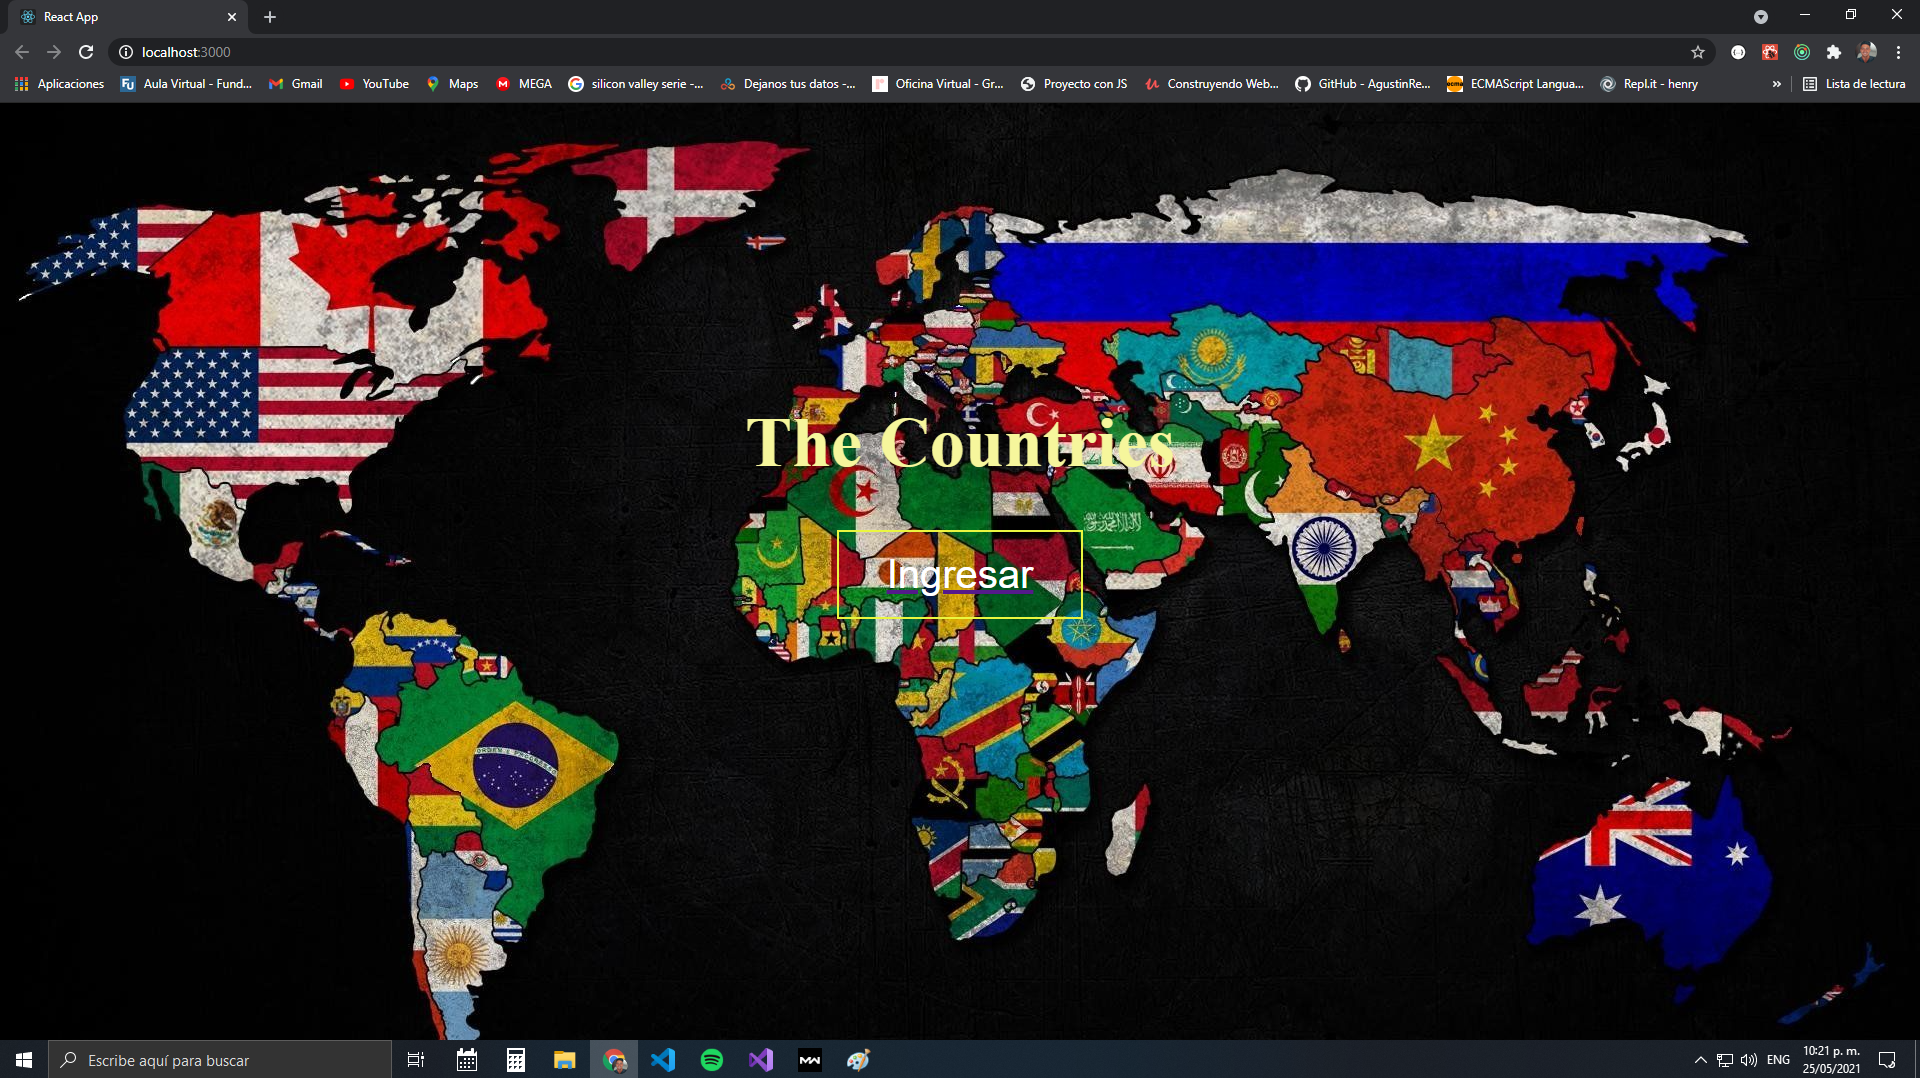 React App
localhost:3000
Aplicaciones
Aula Virtual - Fund...
Gmail
YouTube
Maps
MEGA
silicon valley serie -...
Dejanos tus datos -...
Oficina Virtual - Gr...
Proyecto con JS
Construyendo Web...
GitHub - AgustinRe...
ECMAScript Langua...
Repl.it - henry
»
Lista de lectura
The Countries
Ingresar
Escribe aquí para buscar
ENG
10:21 p. m.
25/05/2021